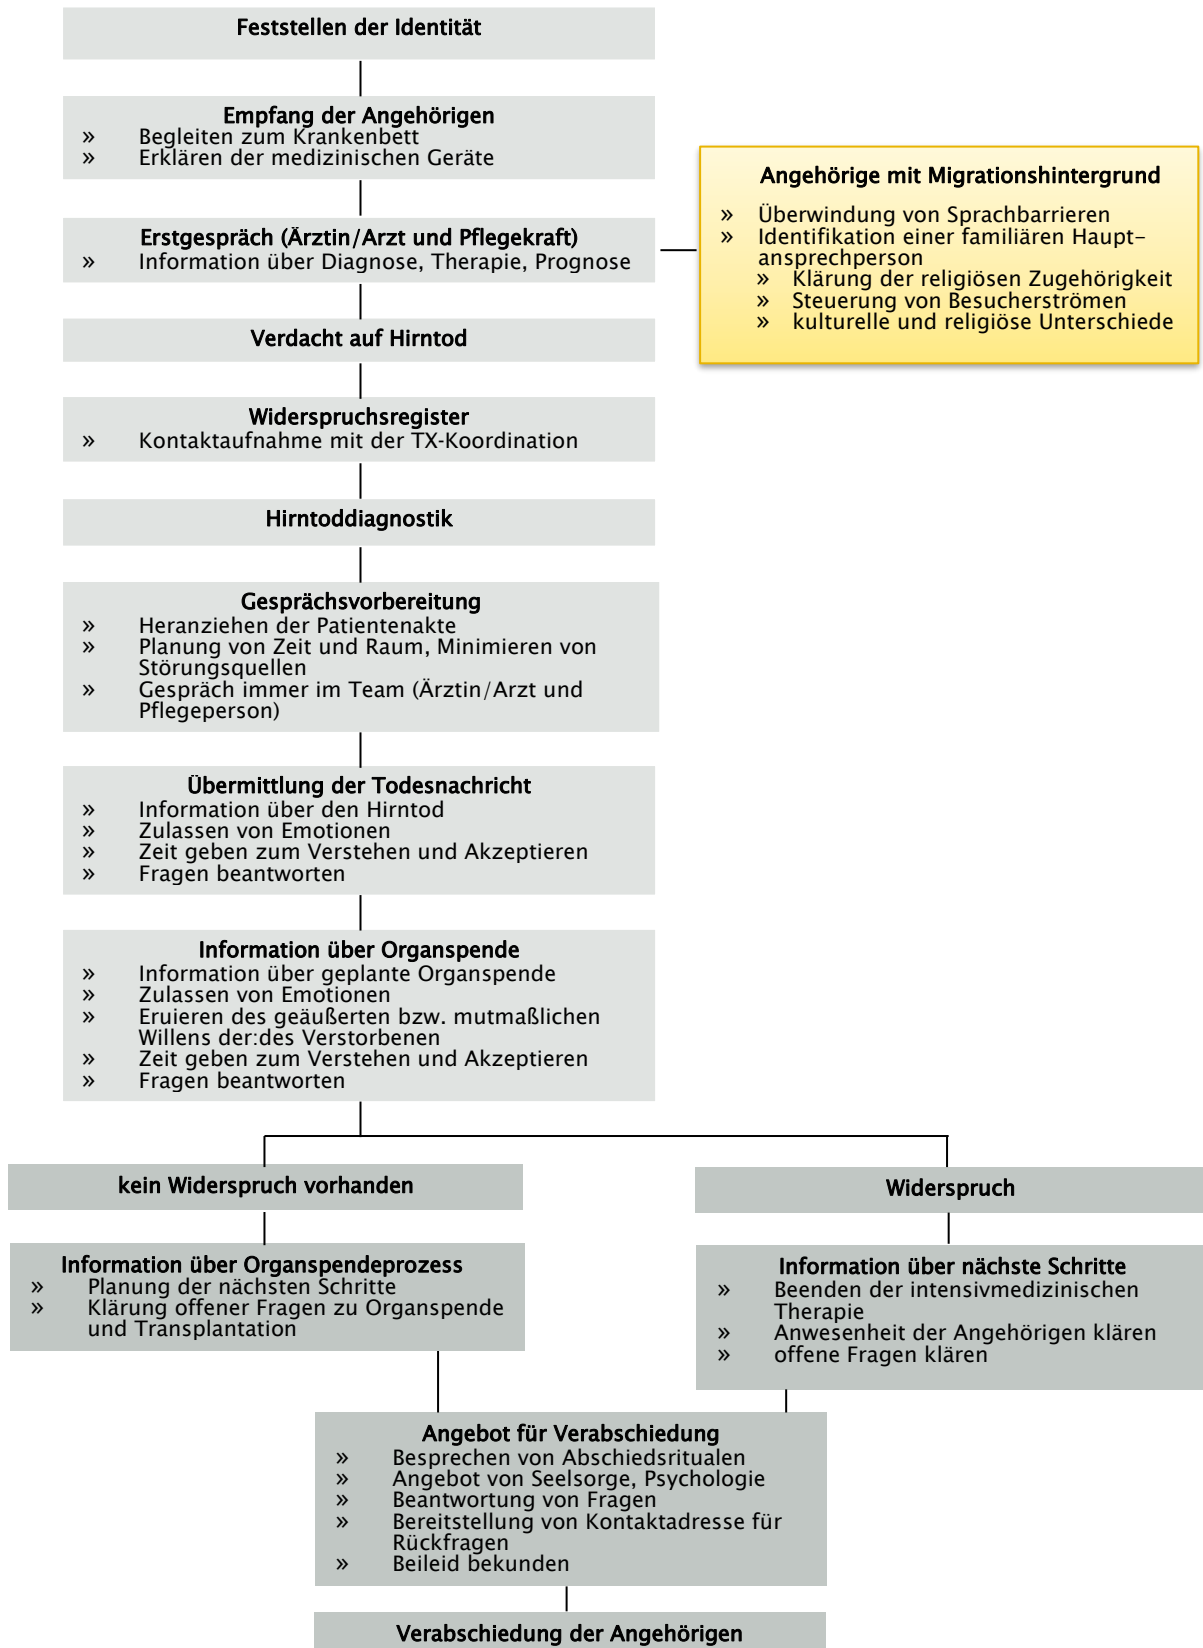 Feststellen der Identität
Empfang der Angehörigen
» Begleiten zum Krankenbett
» Erklären der medizinischen Geräte
Erstgespräch (Ärztin/Arzt und Pflegekraft)
» Information über Diagnose, Therapie, Prognose
Angehörige mit Migrationshintergrund
» Überwindung von Sprachbarrieren
» Identifikation einer familiären Haupt-
ansprechperson
» Klärung der religiösen Zugehörigkeit
» Steuerung von Besucherströmen
» kulturelle und religiöse Unterschiede
Verdacht auf Hirntod
Widerspruchsregister
» Kontaktaufnahme mit der TX-Koordination
Hirntoddiagnostik
Gesprächsvorbereitung
» Heranziehen der Patientenakte
» Planung von Zeit und Raum, Minimieren von
Störungsquellen
» Gespräch immer im Team (Ärztin/Arzt und
Pflegeperson)
Übermittlung der Todesnachricht
» Information über den Hirntod
» Zulassen von Emotionen
» Zeit geben zum Verstehen und Akzeptieren
» Fragen beantworten
Information über Organspende
» Information über geplante Organspende
» Zulassen von Emotionen
» Eruieren des geäußerten bzw. mutmaßlichen
Willens der:des Verstorbenen
» Zeit geben zum Verstehen und Akzeptieren
» Fragen beantworten
kein Widerspruch vorhanden
Information über Organspendeprozess
» Planung der nächsten Schritte
» Klärung offener Fragen zu Organspende
und Transplantation
Widerspruch
Information über nächste Schritte
» Beenden der intensivmedizinischen
Therapie
» Anwesenheit der Angehörigen klären
» offene Fragen klären
Angebot für Verabschiedung
» Besprechen von Abschiedsritualen
» Angebot von Seelsorge, Psychologie
» Beantwortung von Fragen
» Bereitstellung von Kontaktadresse für
Rückfragen
» Beileid bekunden
Verabschiedung der Angehörigen